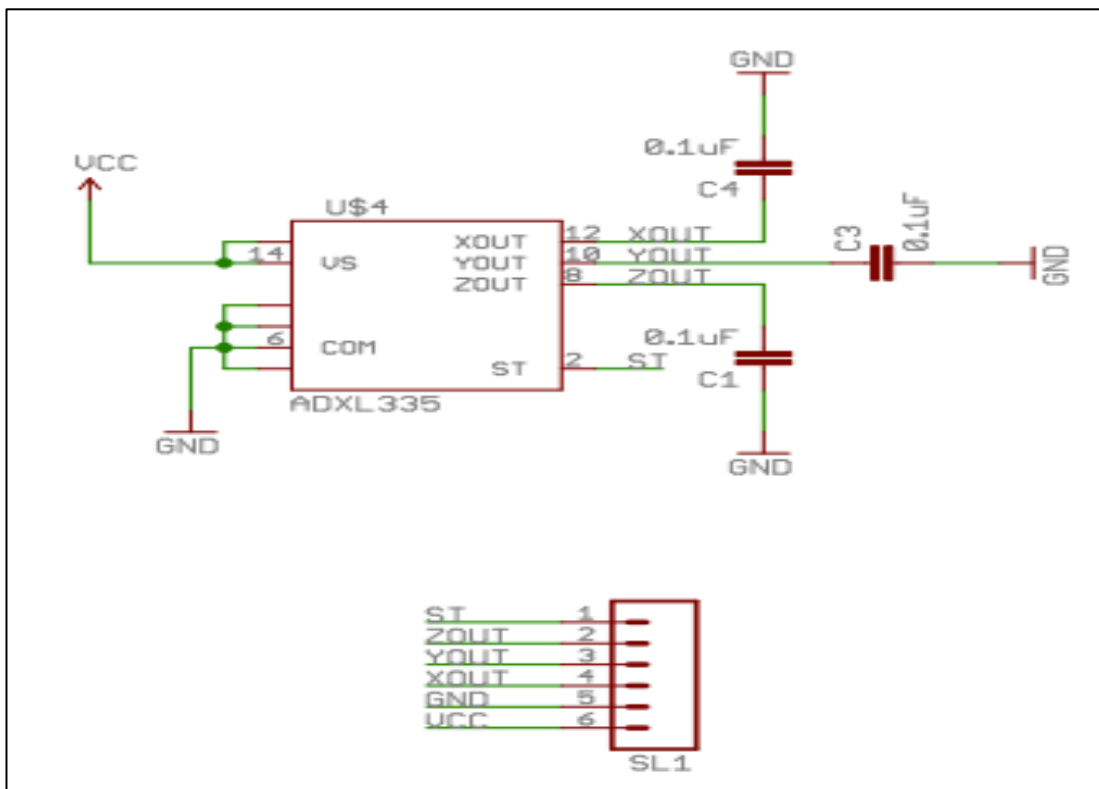 GND
0.1uF
C4
VCC
U$4
XOUT 12 XOUT
14 VS YOUT 10 YOUT
ZOUT 8 ZOUT
C3 0.1uF
GND
0.1uF
6 COM
ST 2 ST
C1
ADXL335
GND
GND
ST 1
ZOUT 2
YOUT 3
XOUT 4
GND 5
VCC 6
SL1